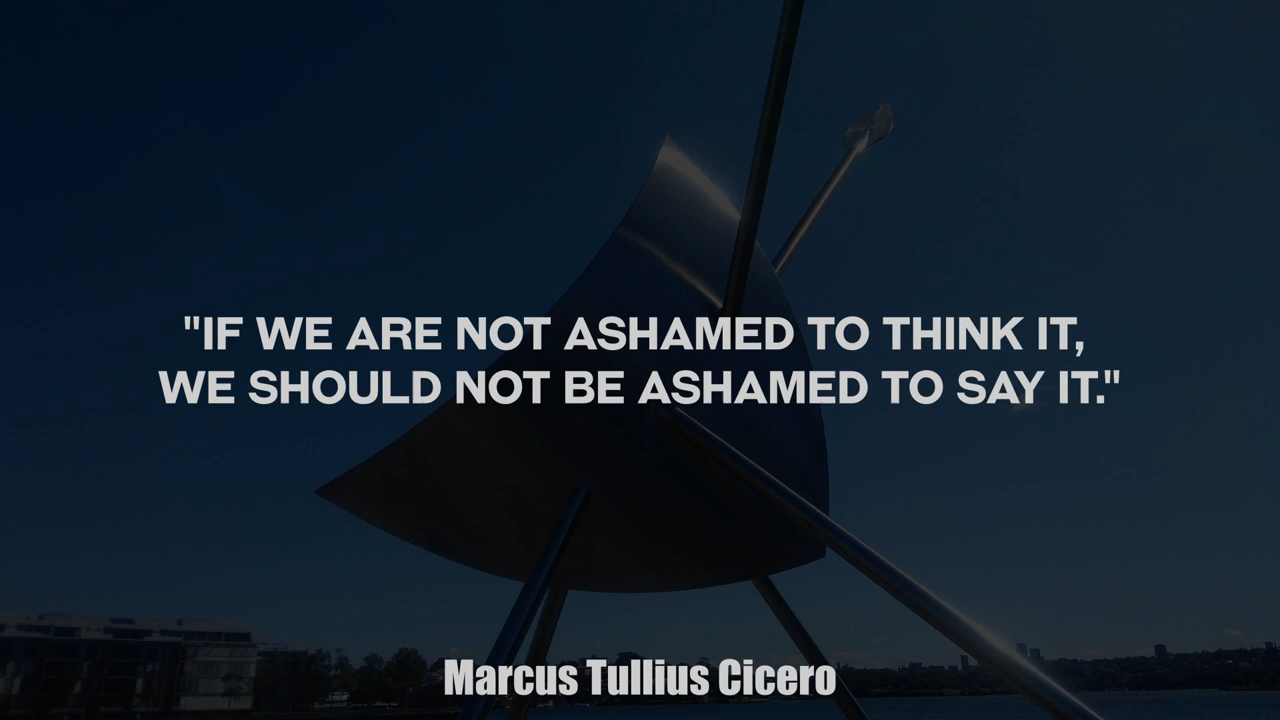 "IF WE ARE NOT ASHAMED TO THINK IT,
WE SHOULD NOT BE ASHAMED TO SAY IT."
Marcus Tullius Cicero